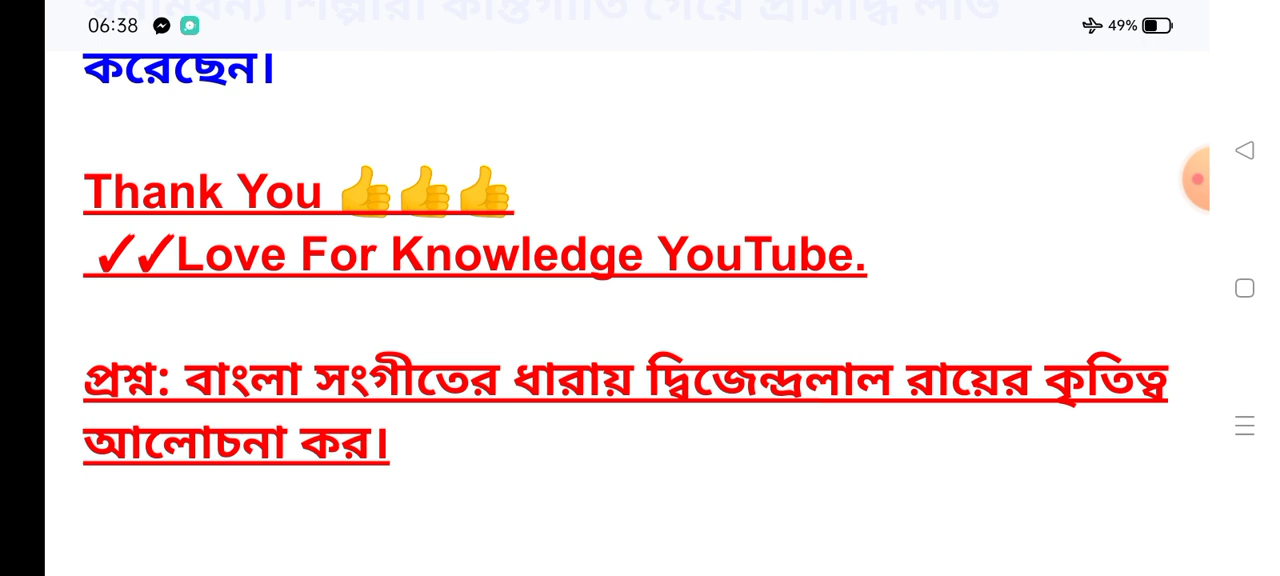 06:38
49%
করেছেন।
Thank You 👍👍👍
✓✓Love For Knowledge YouTube.
প্রশ্ন: বাংলা সংগীতের ধারায় দ্বিজেন্দ্রলাল রায়ের কৃতিত্ব
আলোচনা কর।